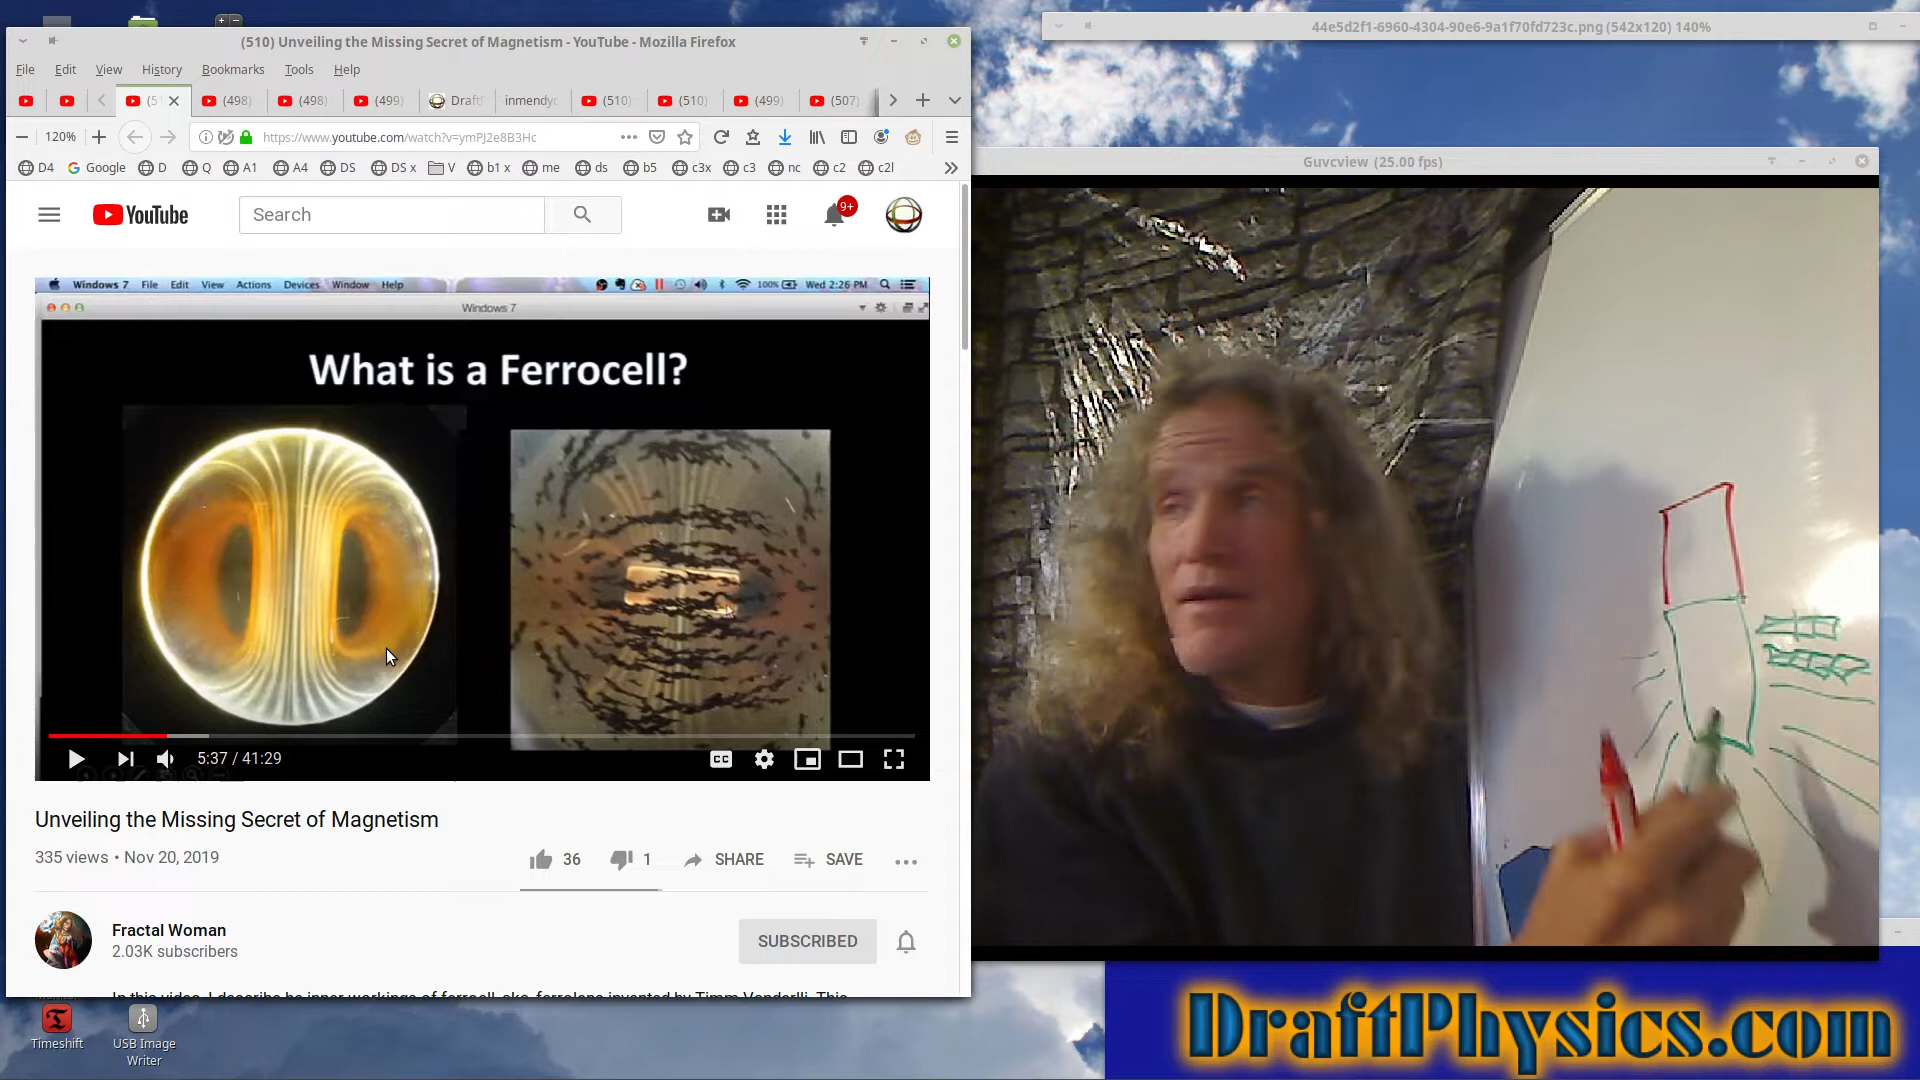 44e5d2f1-6960-4304-90e6-9a1f70fd723c.png (542x120) 140%
(510) Unveiling the Missing Secret of Magnetism - YouTube - Mozilla Firefox
File Edit View History Bookmarks Tools Help
(498) (498) (499) Draft inmendyc (510) (510) (499) (507)
120% https://www.youtube.com/watch?v=ymPJ2e8B3Hc
D4 Google D Q A1 A4 DS DS x V b1 x me ds b5 c3x c3 nc c2 c2l
Guvcview (25.00 fps)
YouTube
Search
9+
Windows 7 File Edit View Actions Devices Window Help 100% Wed 2:26 PM
Windows 7
What is a Ferrocell?
5:37 / 41:29
CC
Unveiling the Missing Secret of Magnetism
335 views • Nov 20, 2019
36 1 SHARE SAVE
Fractal Woman
2.03K subscribers
SUBSCRIBED
Timeshift
USB Image
Writer
DraftPhysics.com